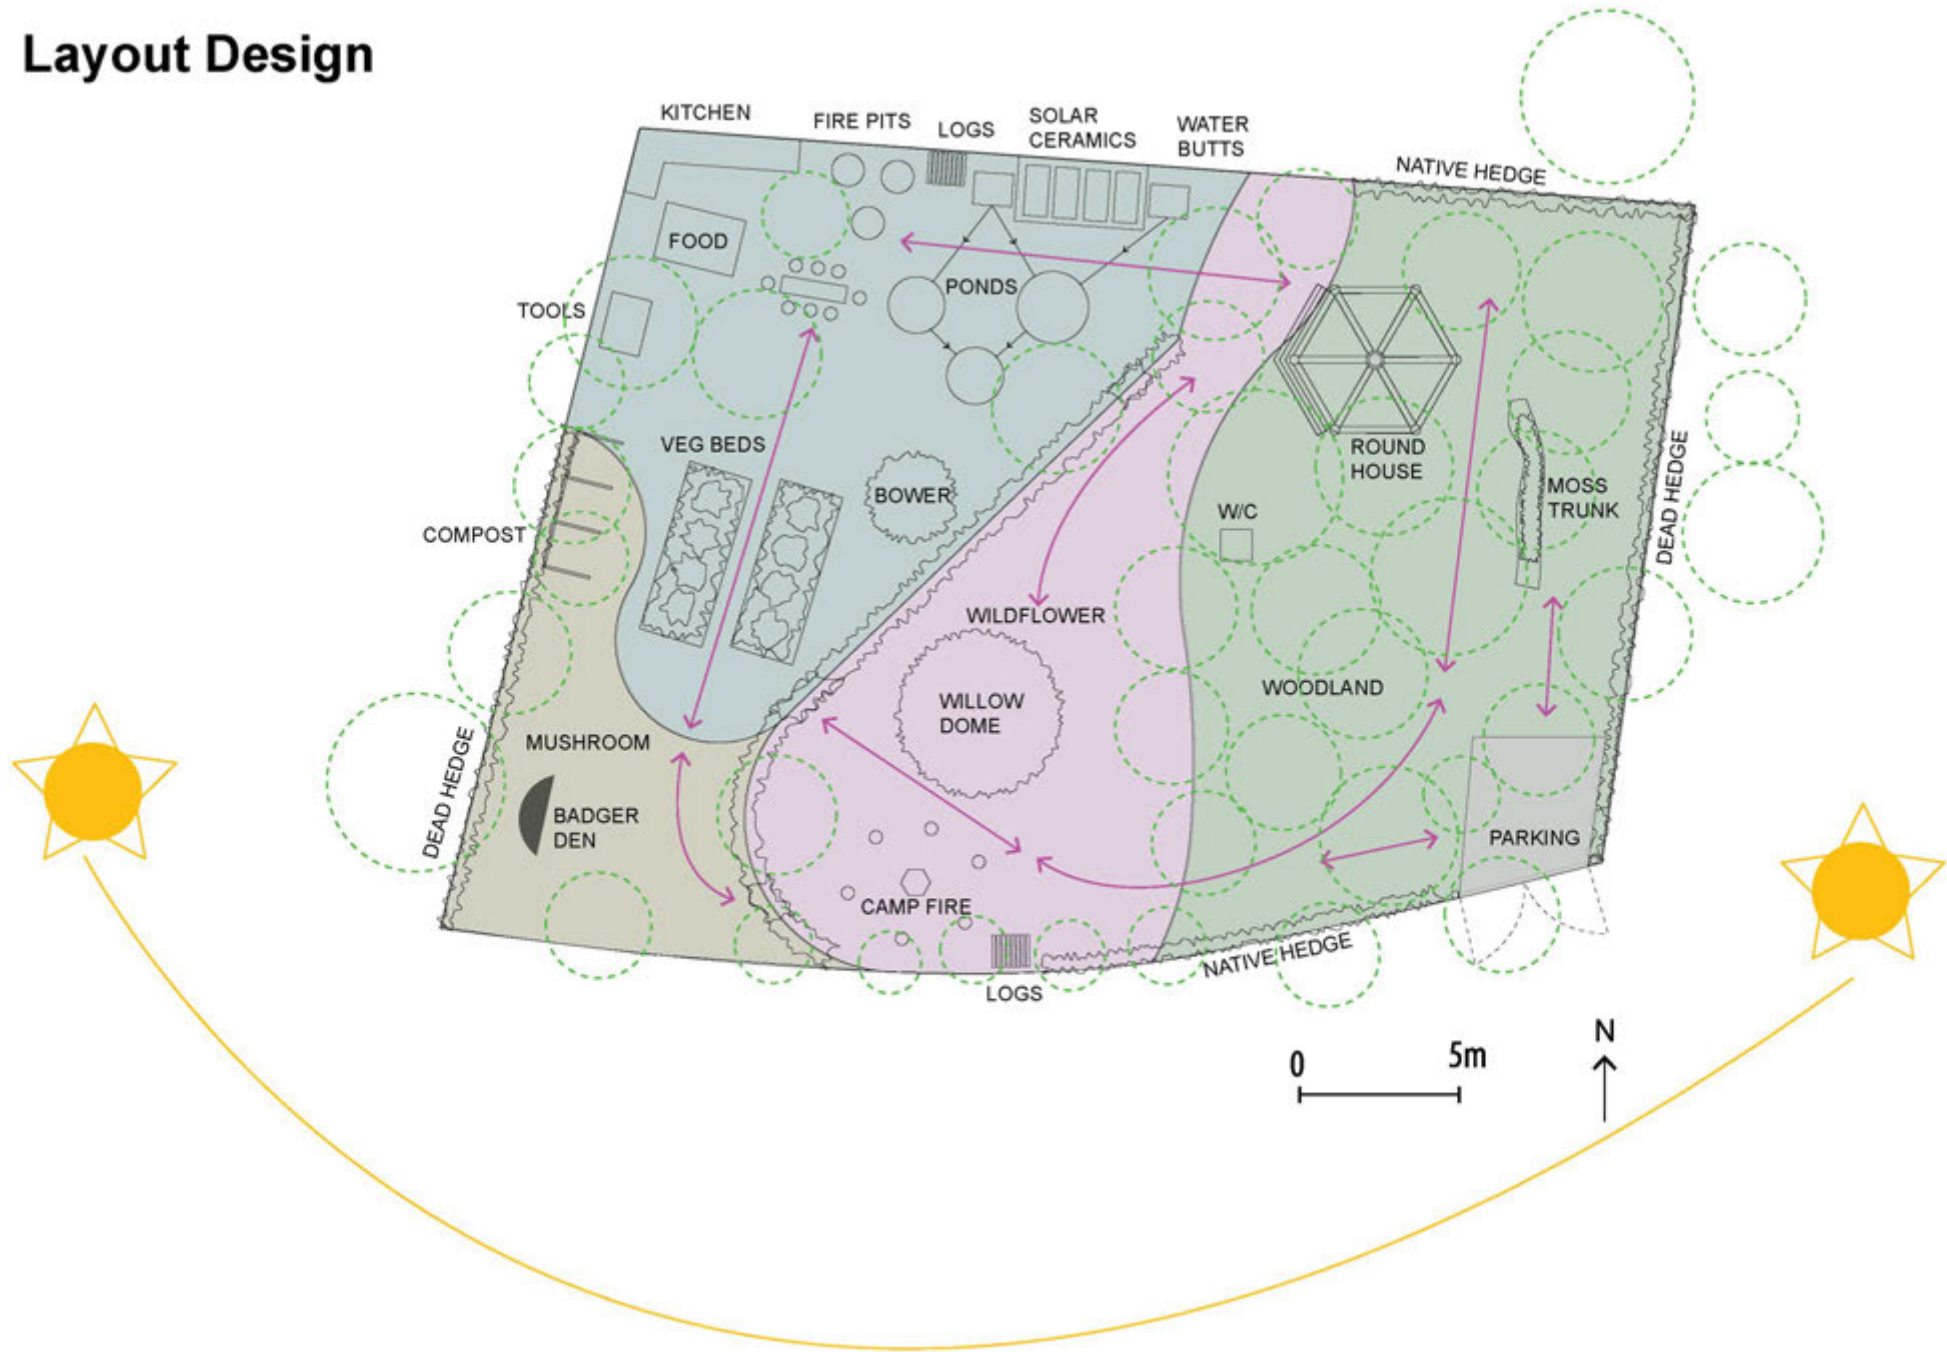 Layout Design
KITCHEN
FIRE PITS
LOGS
SOLAR
CERAMICS
WATER
BUTTS
NATIVE HEDGE
FOOD
TOOLS
PONDS
VEG BEDS
BOWER
ROUND
HOUSE
MOSS
TRUNK
W/C
DEAD HEDGE
COMPOST
WILDFLOWER
WILLOW
DOME
WOODLAND
MUSHROOM
BADGER
DEN
DEAD HEDGE
PARKING
CAMP FIRE
NATIVE HEDGE
LOGS
N
0
5m